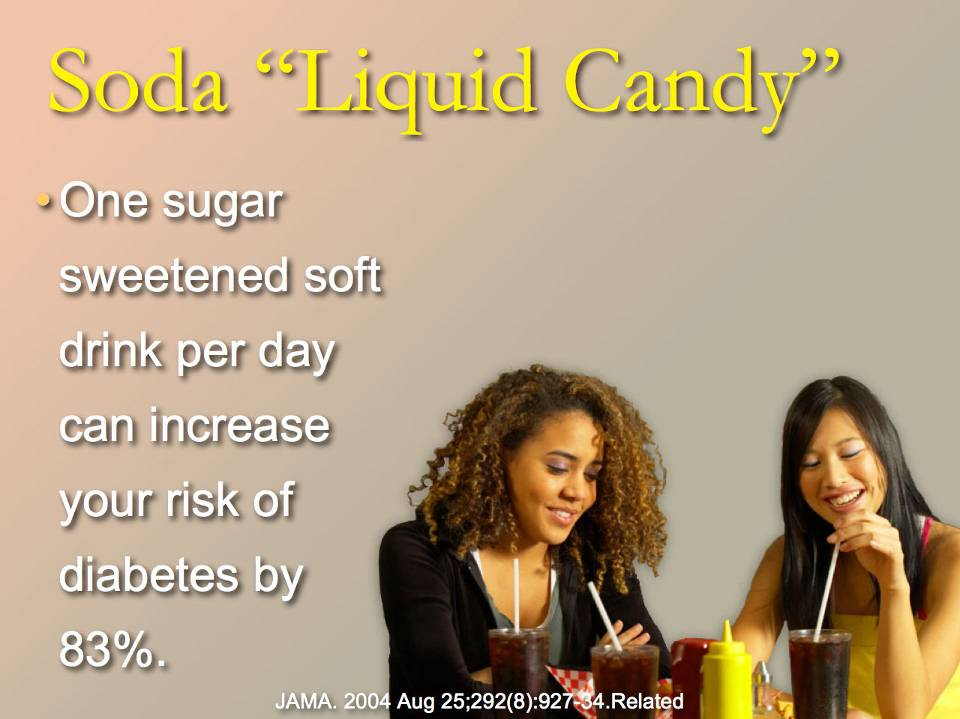 Soda “Liquid Candy”
• One sugar
sweetened soft
drink per day
can increase
your risk of
diabetes by
83%.
JAMA. 2004 Aug 25;292(8):927-34.Related